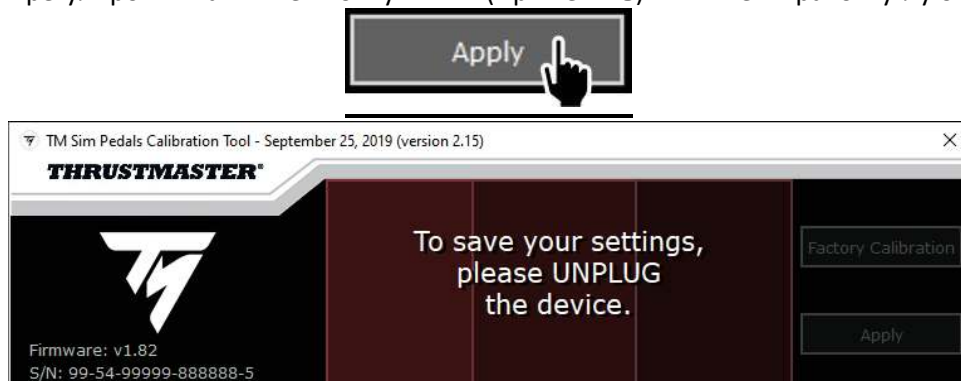 Apply
TM Sim Pedals Calibration Tool - September 25, 2019 (version 2.15)
THRUSTMASTER®
To save your settings,
please UNPLUG
the device.
Factory Calibration
Apply
Firmware: v1.82
S/N: 99-54-99999-888888-5